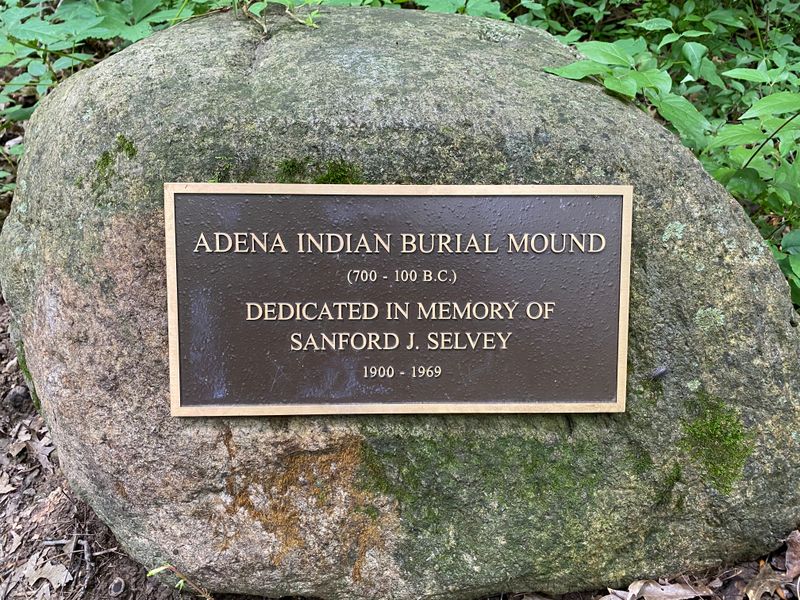 ADENA INDIAN BURIAL MOUND
(700 - 100 B.C.)
DEDICATED IN MEMORY OF
SANFORD J. SELVEY
1900 - 1969